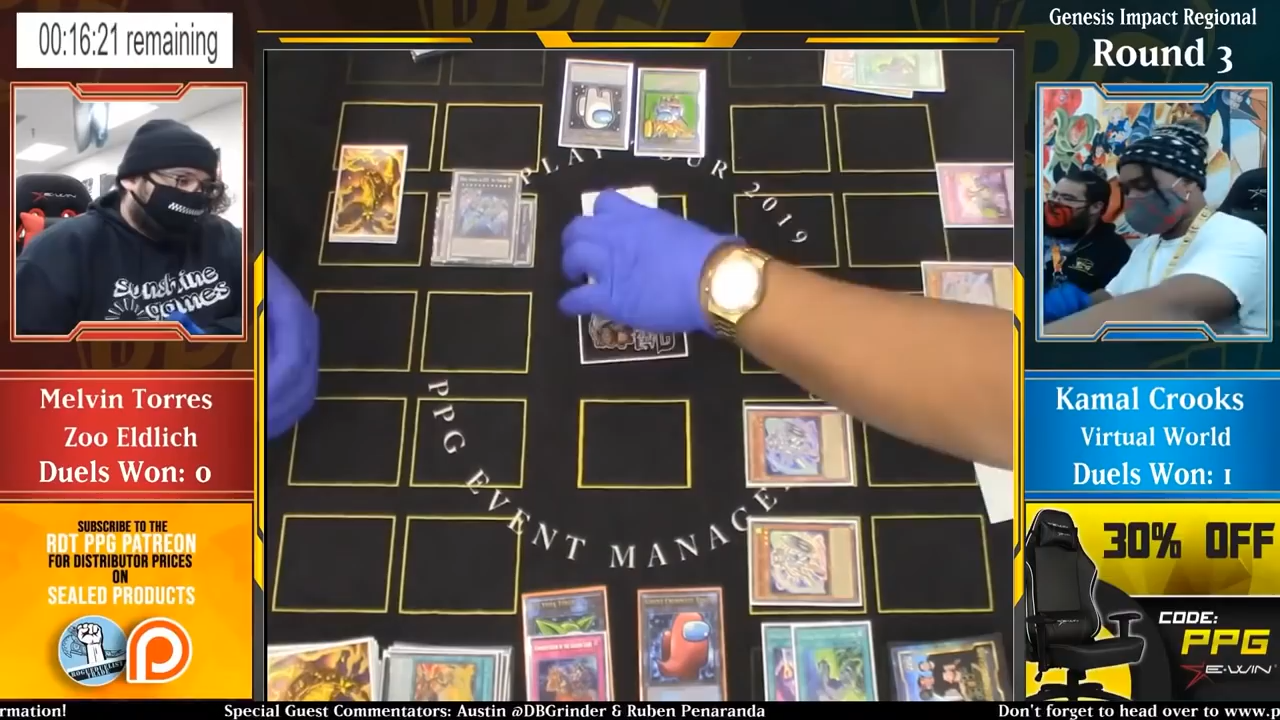 00:16:21 remaining
Genesis Impact Regional
Round 3
PLAY YOUR
2019
PPG EVENT MANAGE
Sunshine
games
Melvin Torres
Zoo Eldlich
Duels Won: 0
Kamal Crooks
Virtual World
Duels Won: 1
SUBSCRIBE TO THE
RDT PPG PATREON
FOR DISTRIBUTOR PRICES
ON
SEALED PRODUCTS
30% OFF
CODE:
PPG
E-WIN
rmation!
Special Guest Commentators: Austin @DBGrinder & Ruben Penaranda
Don't forget to head over to www.p